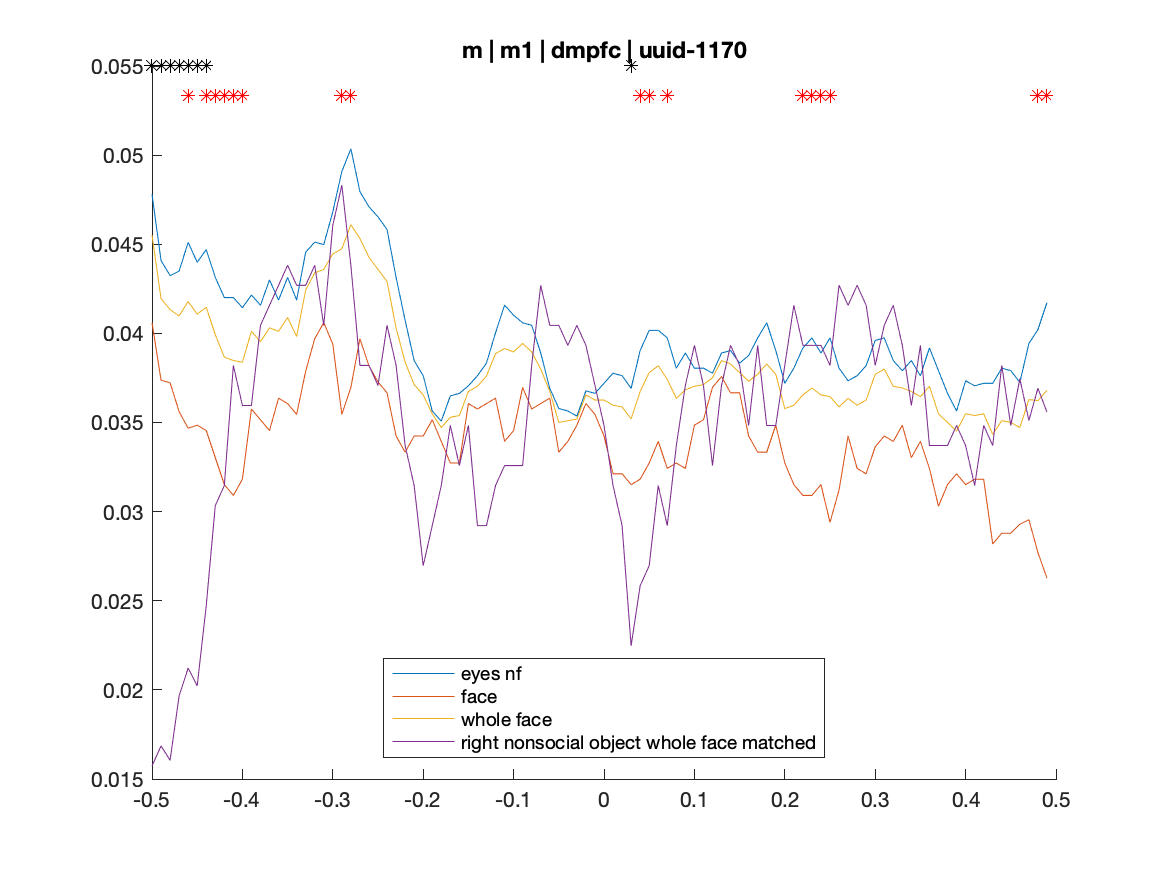 m | m1 | dmpfc | uuid-1170
0.055
0.05
0.045
0.04
0.035
0.03
0.025
0.02
0.015
-0.5 -0.4 -0.3 -0.2 -0.1 0 0.1 0.2 0.3 0.4 0.5
eyes nf
face
whole face
right nonsocial object whole face matched